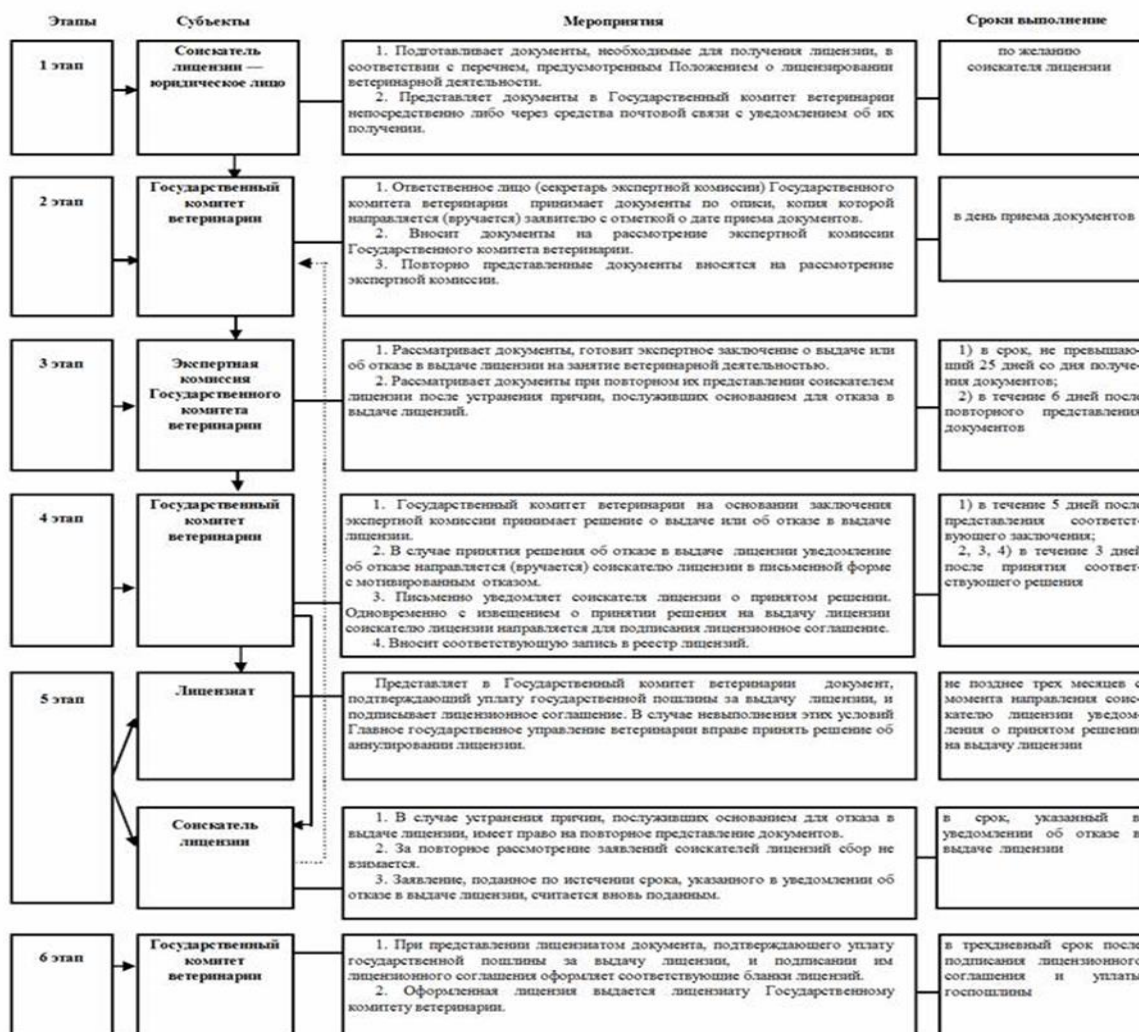 Этапы
Субъекты
Мероприятия
Сроки выполнение
1 этап
Соискатель
лицензии —
юридическое лицо
1. Подготавливает документы, необходимые для получения лицензии, в
соответствии с перечнем, предусмотренным Положением о лицензировании
ветеринарной деятельности.
2. Представляет документы в Государственный комитет ветеринарии
непосредственно либо через средства почтовой связи с уведомлением об их
получении.
по желанию
соискателя лицензии
2 этап
Государственный
комитет
ветеринарии
1. Ответственное лицо (секретарь экспертной комиссии) Государственного
комитета ветеринарии принимает документы по описи, копия которой
направляется (вручается) заявителю с отметкой о дате приема документов.
2. Вносит документы на рассмотрение экспертной комиссии
Государственного комитета ветеринарии.
3. Повторно представленные документы вносятся на рассмотрение
экспертной комиссии.
в день приема документов
3 этап
Экспертная
комиссия
Государственного
комитета
ветеринарии
1. Рассматривает документы, готовит экспертное заключение о выдаче или
об отказе в выдаче лицензии на занятие ветеринарной деятельностью.
2. Рассматривает документы при повторном их представлении соискателем
лицензии после устранения причин, послуживших основанием для отказа в
выдаче лицензий.
1) в срок, не превышаю-
щий 25 дней со дня получе-
ния документов;
2) в течение 6 дней после
повторного представления
документов
4 этап
Государственный
комитет
ветеринарии
1. Государственный комитет ветеринарии на основании заключения
экспертной комиссии принимает решение о выдаче или об отказе в выдаче
лицензии.
2. В случае принятия решения об отказе в выдаче лицензии уведомление
об отказе направляется (вручается) соискателю лицензии в письменной форме
с мотивированным отказом.
3. Письменно уведомляет соискателя лицензии о принятом решении.
Одновременно с извещением о принятии решения на выдачу лицензии
соискателю лицензии направляется для подписания лицензионное соглашение.
4. Вносит соответствующую запись в реестр лицензий.
1) в течение 5 дней после
представления соответст-
вующего заключения;
2, 3, 4) в течение 3 дней
после принятия соответ-
ствующего решения
5 этап
Лицензиат
Представляет в Государственный комитет ветеринарии документ,
подтверждающий уплату государственной пошлины за выдачу лицензии, и
подписывает лицензионное соглашение. В случае невыполнения этих условий
Главное государственное управление ветеринарии вправе принять решение об
аннулировании лицензии.
не позднее трех месяцев с
момента направления соис-
кателю лицензии уведом-
ления о принятом решении
на выдачу лицензии
Соискатель
лицензии
1. В случае устранения причин, послуживших основанием для отказа в
выдаче лицензии, имеет право на повторное представление документов.
2. За повторное рассмотрение заявлений соискателей лицензий сбор не
взимается.
3. Заявление, поданное по истечении срока, указанного в уведомлении об
отказе в выдаче лицензии, считается вновь поданным.
в срок, указанный в
уведомлении об отказе в
выдаче лицензии
6 этап
Государственный
комитет
ветеринарии
1. При представлении лицензиатом документа, подтверждающего уплату
государственной пошлины за выдачу лицензии, и подписании им
лицензионного соглашения оформляет соответствующие бланки лицензий.
2. Оформленная лицензия выдается лицензиату Государственному
комитету ветеринарии.
в трехдневный срок после
подписания лицензионного
соглашения и уплаты
госпошлины